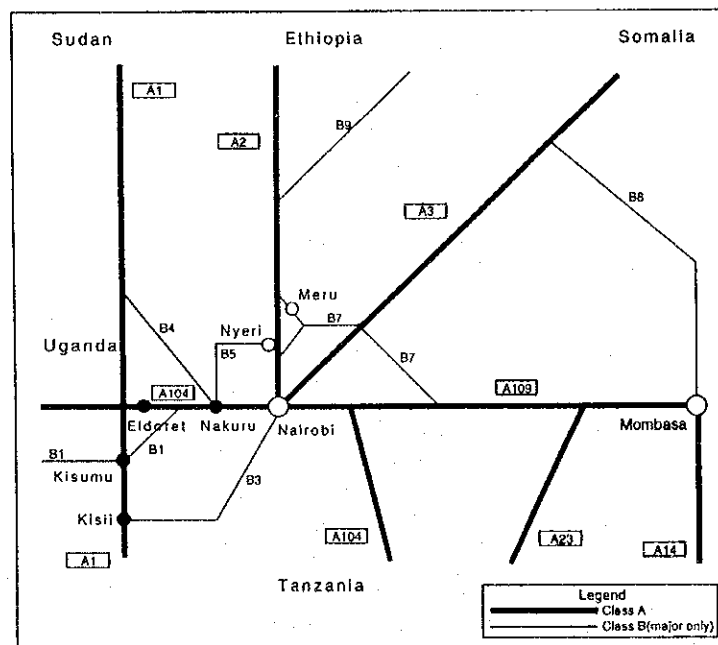 Sudan
Ethiopia
Somalia
A1
A2
B9
A3
B8
Meru
B7
B4
Nyeri
B5
B7
Uganda
A104
A109
Eldoret
Nakuru
Nairobi
Mombasa
B1
B1
Kisumu
B3
Kisii
A104
A23
A14
A1
Tanzania
Legend
Class A
Class B(major only)